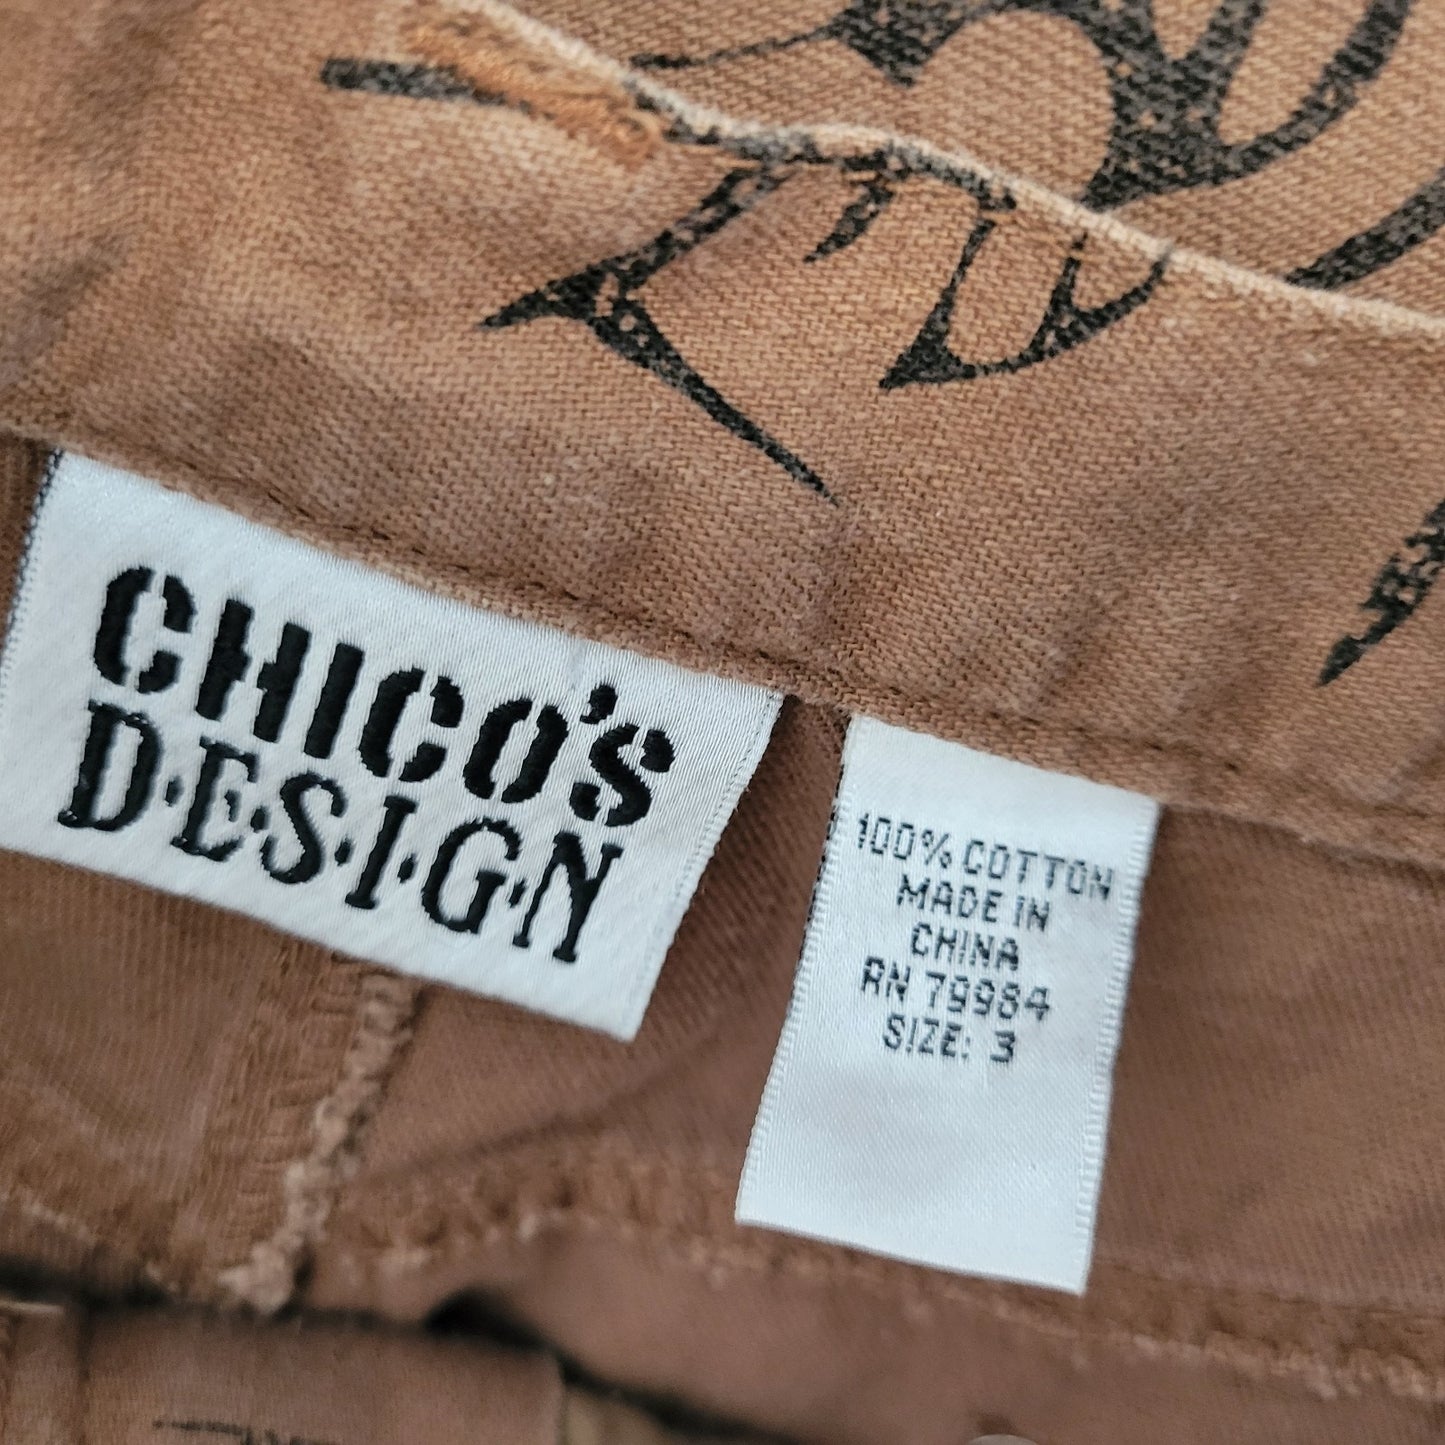 CHICO'S
D·E·S·I·G·N
100% COTTON
MADE IN
CHINA
RN 79984
SIZE: 3